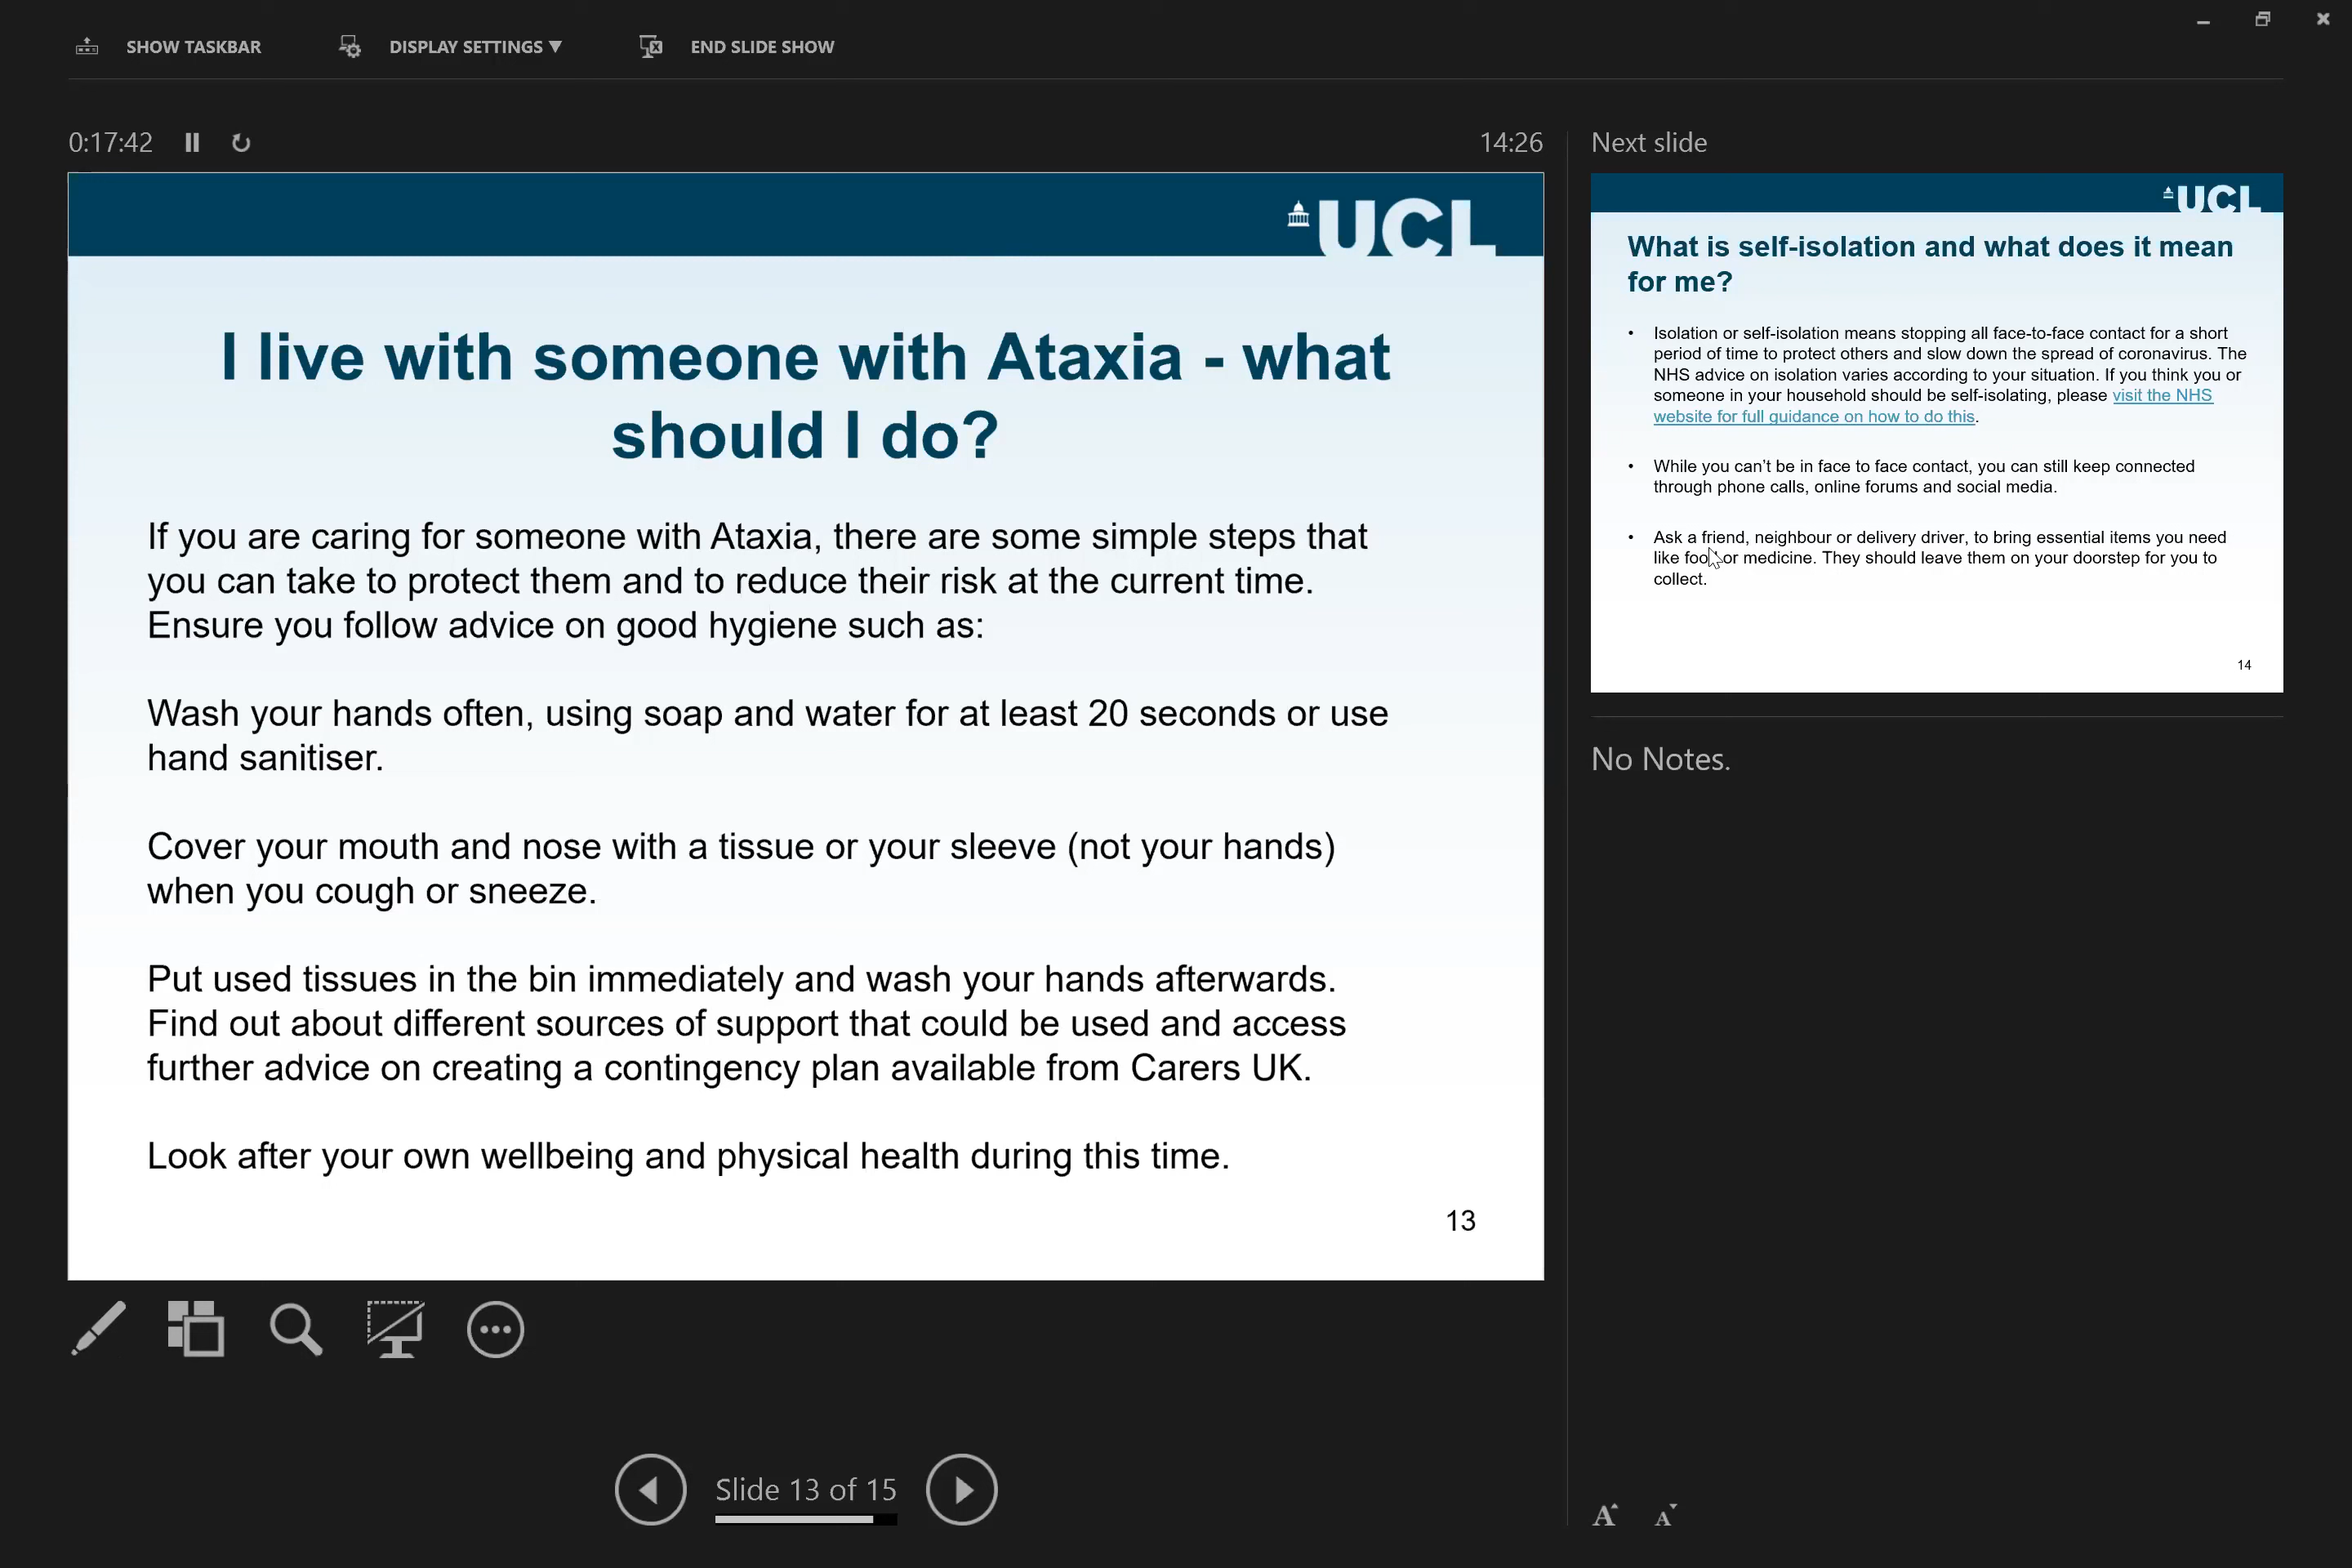 SHOW TASKBAR
DISPLAY SETTINGS ▼
END SLIDE SHOW
0:17:42
14:26
UCL
I live with someone with Ataxia - what
should I do?
If you are caring for someone with Ataxia, there are some simple steps that
you can take to protect them and to reduce their risk at the current time.
Ensure you follow advice on good hygiene such as:
Wash your hands often, using soap and water for at least 20 seconds or use
hand sanitiser.
Cover your mouth and nose with a tissue or your sleeve (not your hands)
when you cough or sneeze.
Put used tissues in the bin immediately and wash your hands afterwards.
Find out about different sources of support that could be used and access
further advice on creating a contingency plan available from Carers UK.
Look after your own wellbeing and physical health during this time.
13
Slide 13 of 15
Next slide
UCL
What is self-isolation and what does it mean
for me?
• Isolation or self-isolation means stopping all face-to-face contact for a short
period of time to protect others and slow down the spread of coronavirus. The
NHS advice on isolation varies according to your situation. If you think you or
someone in your household should be self-isolating, please visit the NHS
website for full guidance on how to do this.
• While you can't be in face to face contact, you can still keep connected
through phone calls, online forums and social media.
• Ask a friend, neighbour or delivery driver, to bring essential items you need
like food or medicine. They should leave them on your doorstep for you to
collect.
14
No Notes.
A A